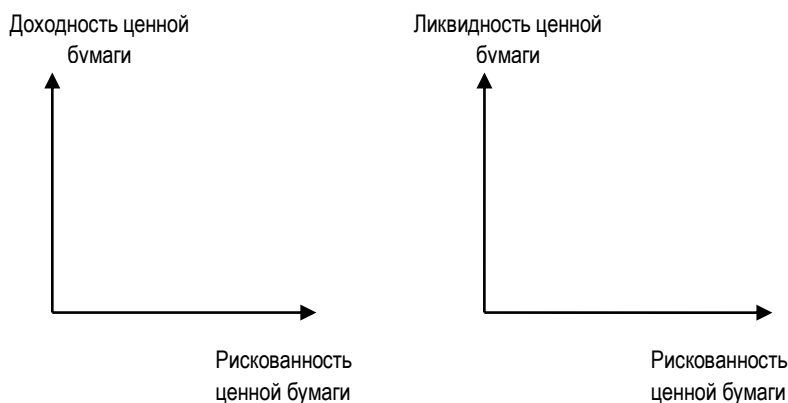 Доходность ценной
бумаги
Ликвидность ценной
бумаги
Рискованность
ценной бумаги
Рискованность
ценной бумаги